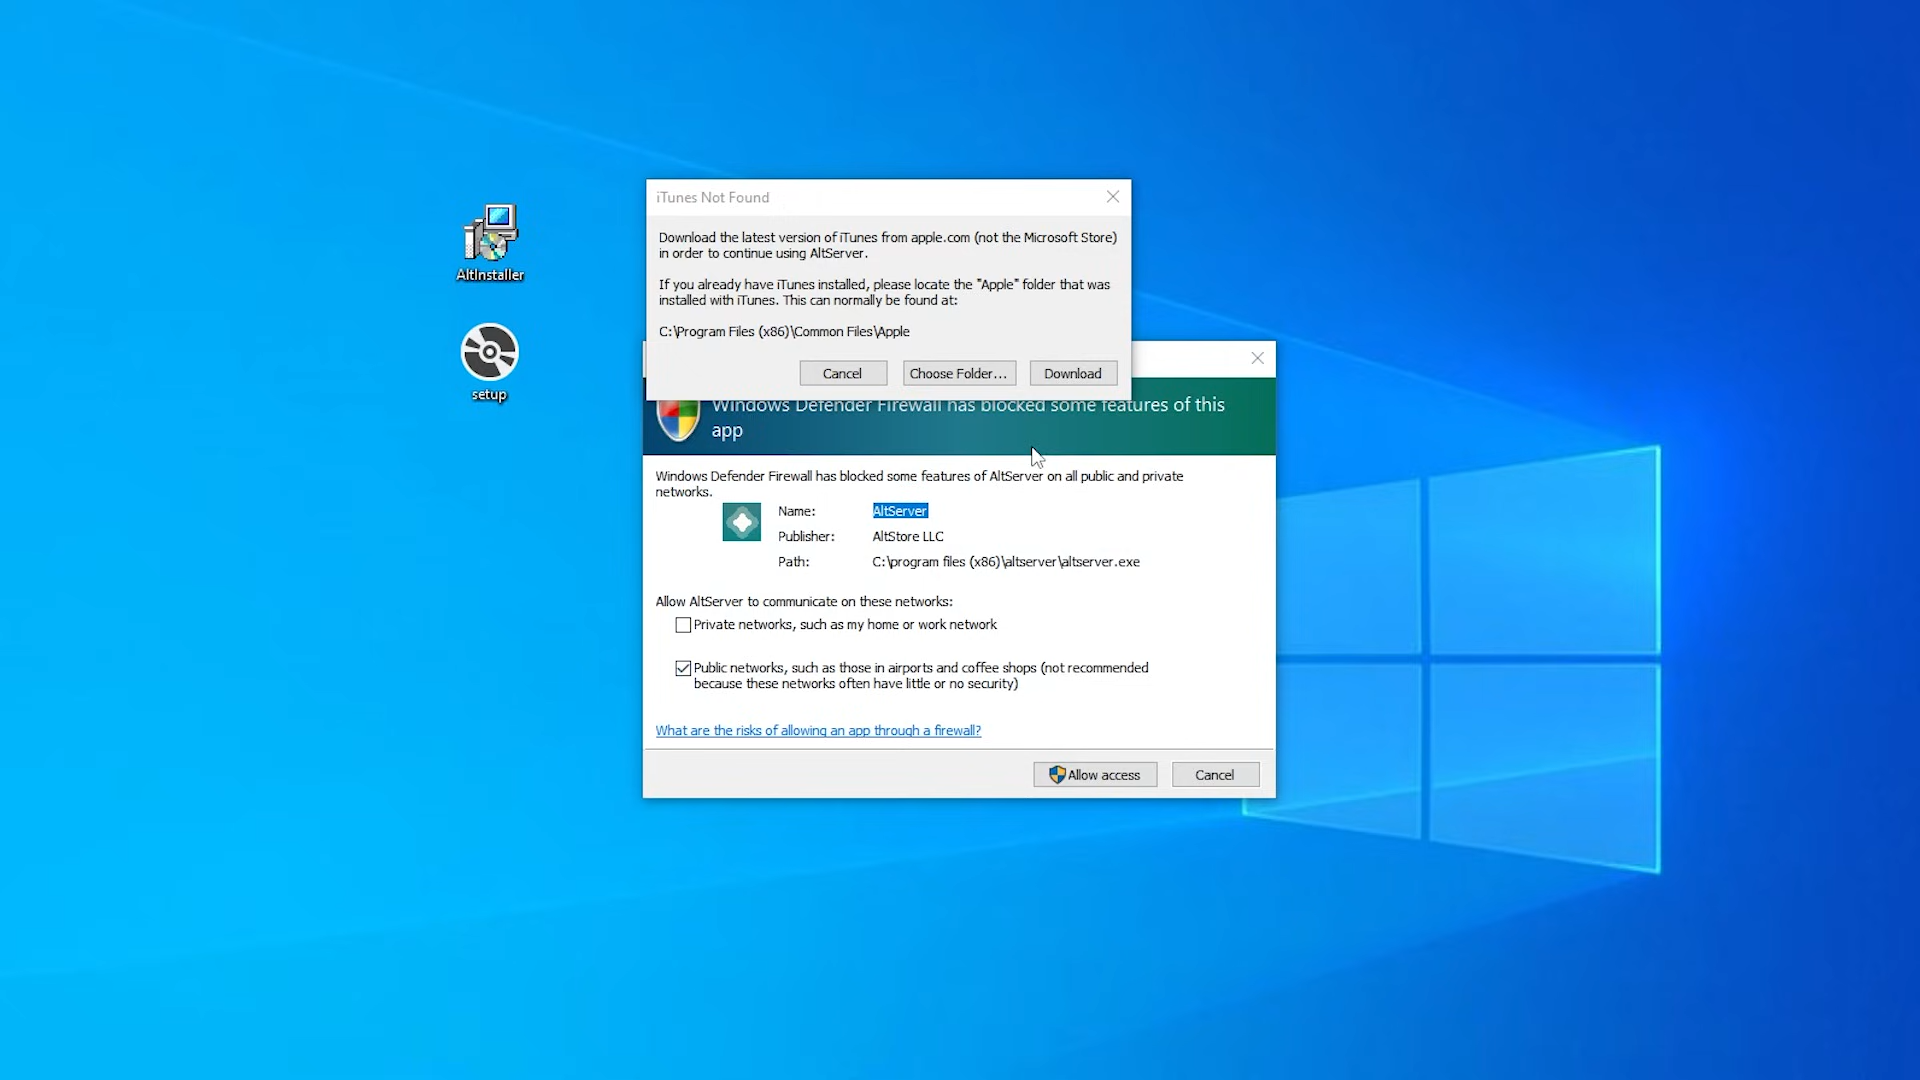 iTunes Not Found
Download the latest version of iTunes from apple.com (not the Microsoft Store)
in order to continue using AltServer.
If you already have iTunes installed, please locate the "Apple" folder that was
installed with iTunes. This can normally be found at:
C:\Program Files (x86)\Common Files\Apple
Cancel
Choose Folder...
Download
AltInstaller
setup
Windows Defender Firewall has blocked some features of this
app
Windows Defender Firewall has blocked some features of AltServer on all public and private
networks.
Name: AltServer
Publisher: AltStore LLC
Path: C:\program files (x86)\altserver\altserver.exe
Allow AltServer to communicate on these networks:
Private networks, such as my home or work network
Public networks, such as those in airports and coffee shops (not recommended
because these networks often have little or no security)
What are the risks of allowing an app through a firewall?
Allow access
Cancel